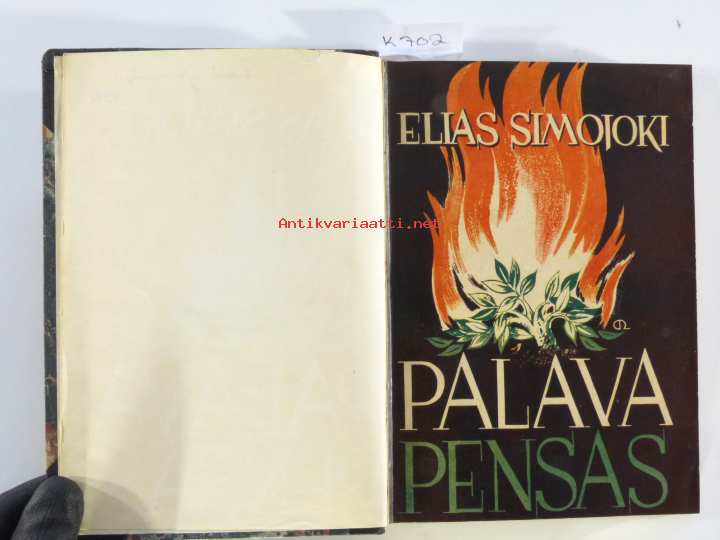 K702
ELIAS SIMOJOKI
Antikvariaatti.net
PALAVA
PENSAS